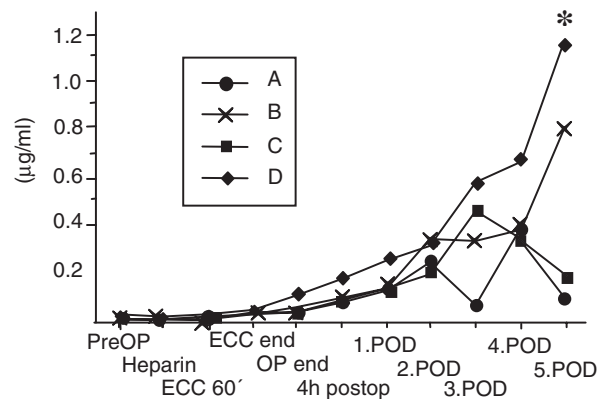 *
1.2
1.0
0.8
0.6
0.4
0.2
(μg/ml)
A
B
C
D
PreOP
Heparin
ECC 60´
ECC end
OP end
4h postop
1.POD
2.POD
3.POD
4.POD
5.POD